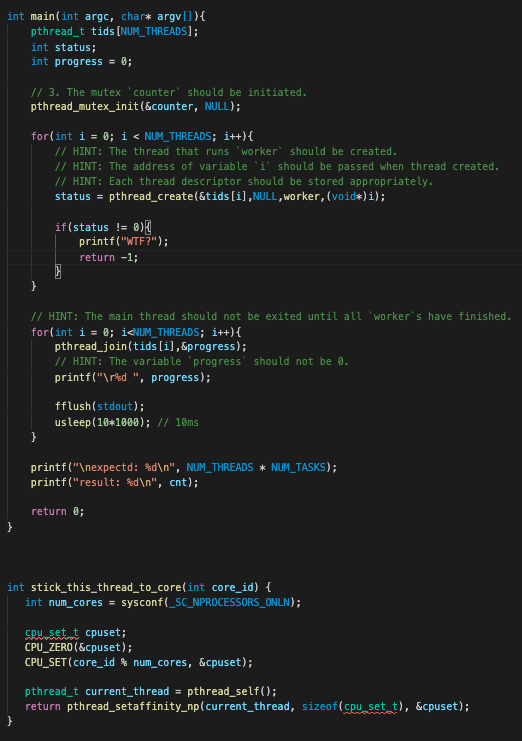 int main(int argc, char* argv[]){
    pthread_t tids[NUM_THREADS];
    int status;
    int progress = 0;

    // 3. The mutex `counter` should be initiated.
    pthread_mutex_init(&counter, NULL);

    for(int i = 0; i < NUM_THREADS; i++){
        // HINT: The thread that runs `worker` should be created.
        // HINT: The address of variable `i` should be passed when thread created.
        // HINT: Each thread descriptor should be stored appropriately.
        status = pthread_create(&tids[i],NULL,worker,(void*)i);

        if(status != 0){
            printf("WTF?");
            return -1;
        }
    }

    // HINT: The main thread should not be exited until all `worker`s have finished.
    for(int i = 0; i<NUM_THREADS; i++){
        pthread_join(tids[i],&progress);
        // HINT: The variable `progress` should not be 0.
        printf("\r%d ", progress);

        fflush(stdout);
        usleep(10*1000); // 10ms
    }

    printf("\nexpectd: %d\n", NUM_THREADS * NUM_TASKS);
    printf("result: %d\n", cnt);

    return 0;
}

int stick_this_thread_to_core(int core_id) {
   int num_cores = sysconf(_SC_NPROCESSORS_ONLN);

   cpu_set_t cpuset;
   CPU_ZERO(&cpuset);
   CPU_SET(core_id % num_cores, &cpuset);

   pthread_t current_thread = pthread_self();
   return pthread_setaffinity_np(current_thread, sizeof(cpu_set_t), &cpuset);
}